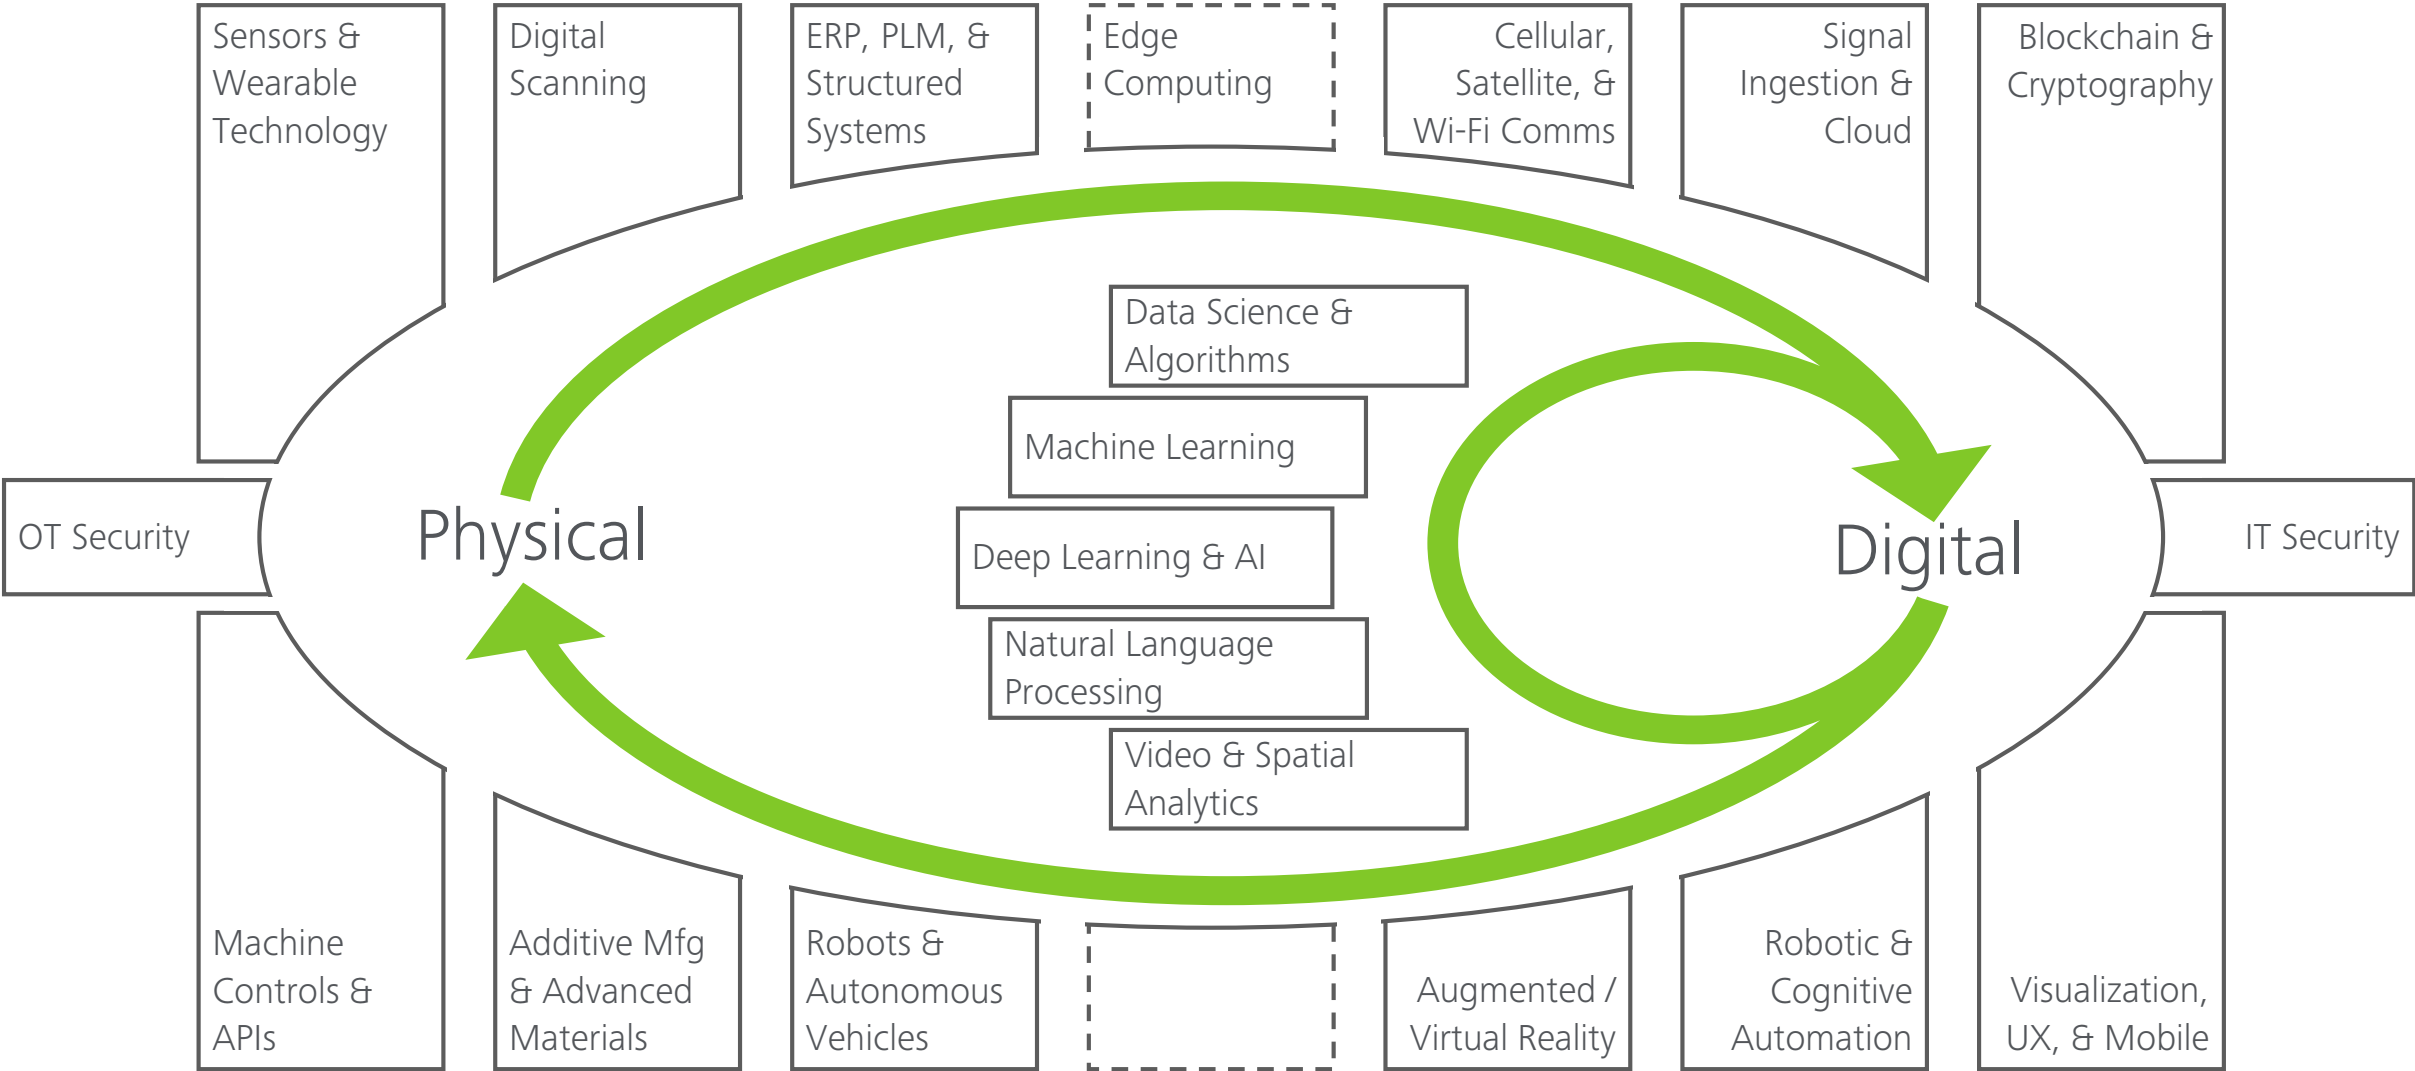 Sensors &
Wearable
Technology
Digital
Scanning
ERP, PLM, &
Structured
Systems
Edge
Computing
Cellular,
Satellite, &
Wi-Fi Comms
Signal
Ingestion &
Cloud
Blockchain &
Cryptography
Data Science &
Algorithms
Machine Learning
OT Security
Physical
Deep Learning & AI
Digital
IT Security
Natural Language
Processing
Video & Spatial
Analytics
Machine
Controls &
APIs
Additive Mfg
& Advanced
Materials
Robots &
Autonomous
Vehicles
Augmented /
Virtual Reality
Robotic &
Cognitive
Automation
Visualization,
UX, & Mobile